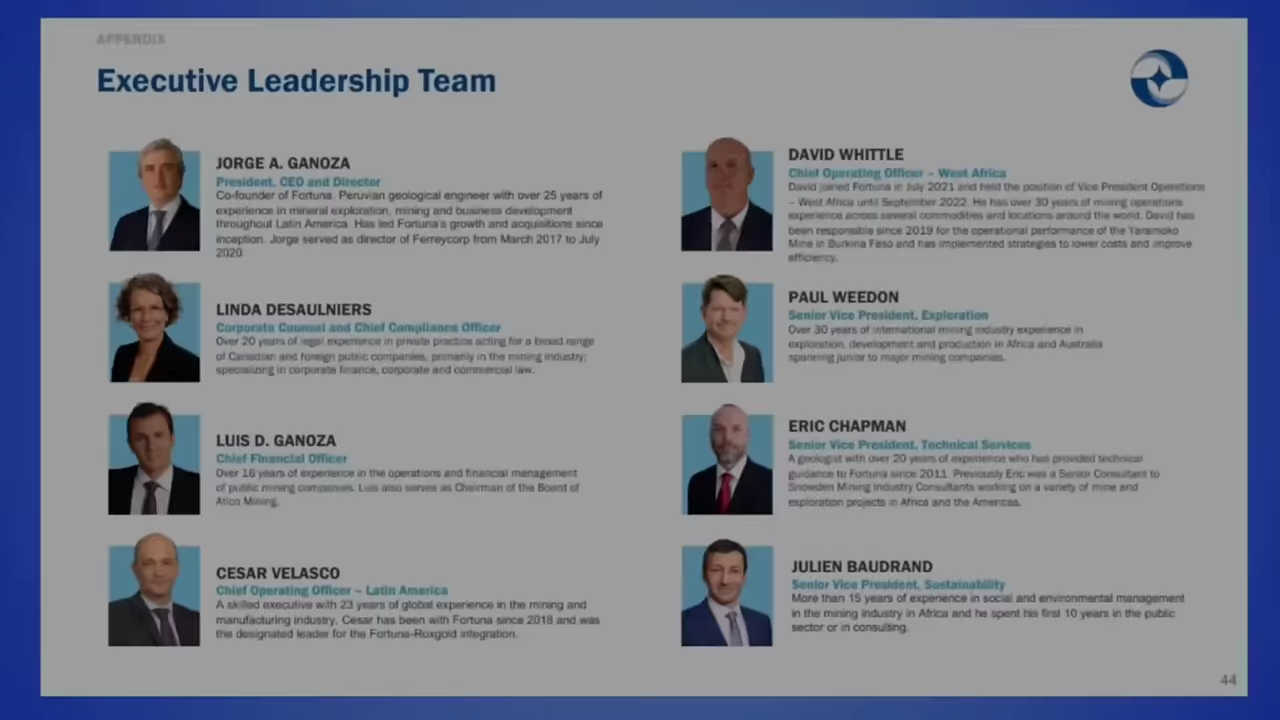 APPENDIX
Executive Leadership Team
JORGE A. GANOZA
President, CEO and Director
Co-founder of Fortuna. Peruvian geological engineer with over 25 years of
experience in mineral exploration, mining and business development
throughout Latin America. Has led Fortuna's growth and acquisitions since
inception. Jorge served as director of Ferreycorp from March 2017 to July
2020.
LINDA DESAULNIERS
Corporate Counsel and Chief Compliance Officer
Over 20 years of legal experience in private practice acting for a broad range
of Canadian and foreign public companies, primarily in the mining industry;
specializing in corporate finance, corporate and commercial law.
LUIS D. GANOZA
Chief Financial Officer
Over 16 years of experience in the operations and financial management
of public mining companies. Luis also serves as Chairman of the Board of
Atico Mining.
CESAR VELASCO
Chief Operating Officer – Latin America
A skilled executive with 23 years of global experience in the mining and
manufacturing industry, Cesar has been with Fortuna since 2018 and was
the designated leader for the Fortuna-Roxgold integration.
DAVID WHITTLE
Chief Operating Officer – West Africa
David joined Fortuna in July 2021 and held the position of Vice President Operations
– West Africa until September 2022. He has over 30 years of mining operations
experience across several commodities and locations around the world. David has
been responsible since 2019 for the operational performance of the Yaramoko
Mine in Burkina Faso and has implemented strategies to lower costs and improve
efficiency.
PAUL WEEDON
Senior Vice President, Exploration
Over 30 years of international mining industry experience in
exploration, development and production in Africa and Australia
spanning junior to major mining companies.
ERIC CHAPMAN
Senior Vice President, Technical Services
A geologist with over 20 years of experience who has provided technical
guidance to Fortuna since 2011. Previously Eric was a Senior Consultant to
Snowden Mining Industry Consultants working on a variety of mine and
exploration projects in Africa and the Americas.
JULIEN BAUDRAND
Senior Vice President, Sustainability
More than 15 years of experience in social and environmental management
in the mining industry in Africa and he spent his first 10 years in the public
sector or in consulting.
44